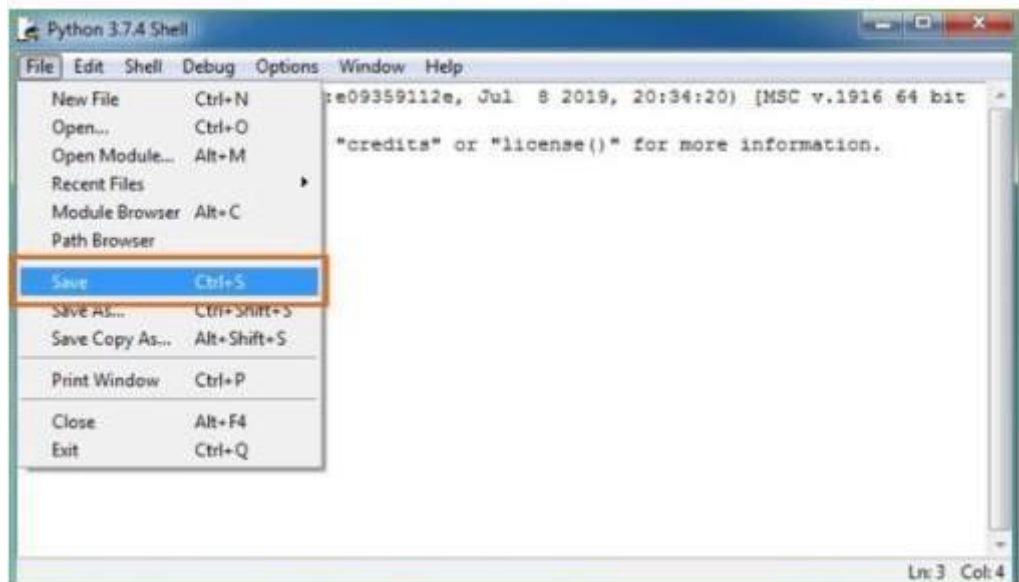 Python 3.7.4 Shell
File Edit Shell Debug Options Window Help
New File Ctrl+N
:e09359112e, Jul 8 2019, 20:34:20) [MSC v.1916 64 bit
Open... Ctrl+O
"credits" or "license()" for more information.
Open Module... Alt+M
Recent Files
Module Browser Alt+C
Path Browser
Save Ctrl+S
Save As... Ctrl+Shift+S
Save Copy As... Alt+Shift+S
Print Window Ctrl+P
Close Alt+F4
Exit Ctrl+Q
Ln: 3 Col: 4